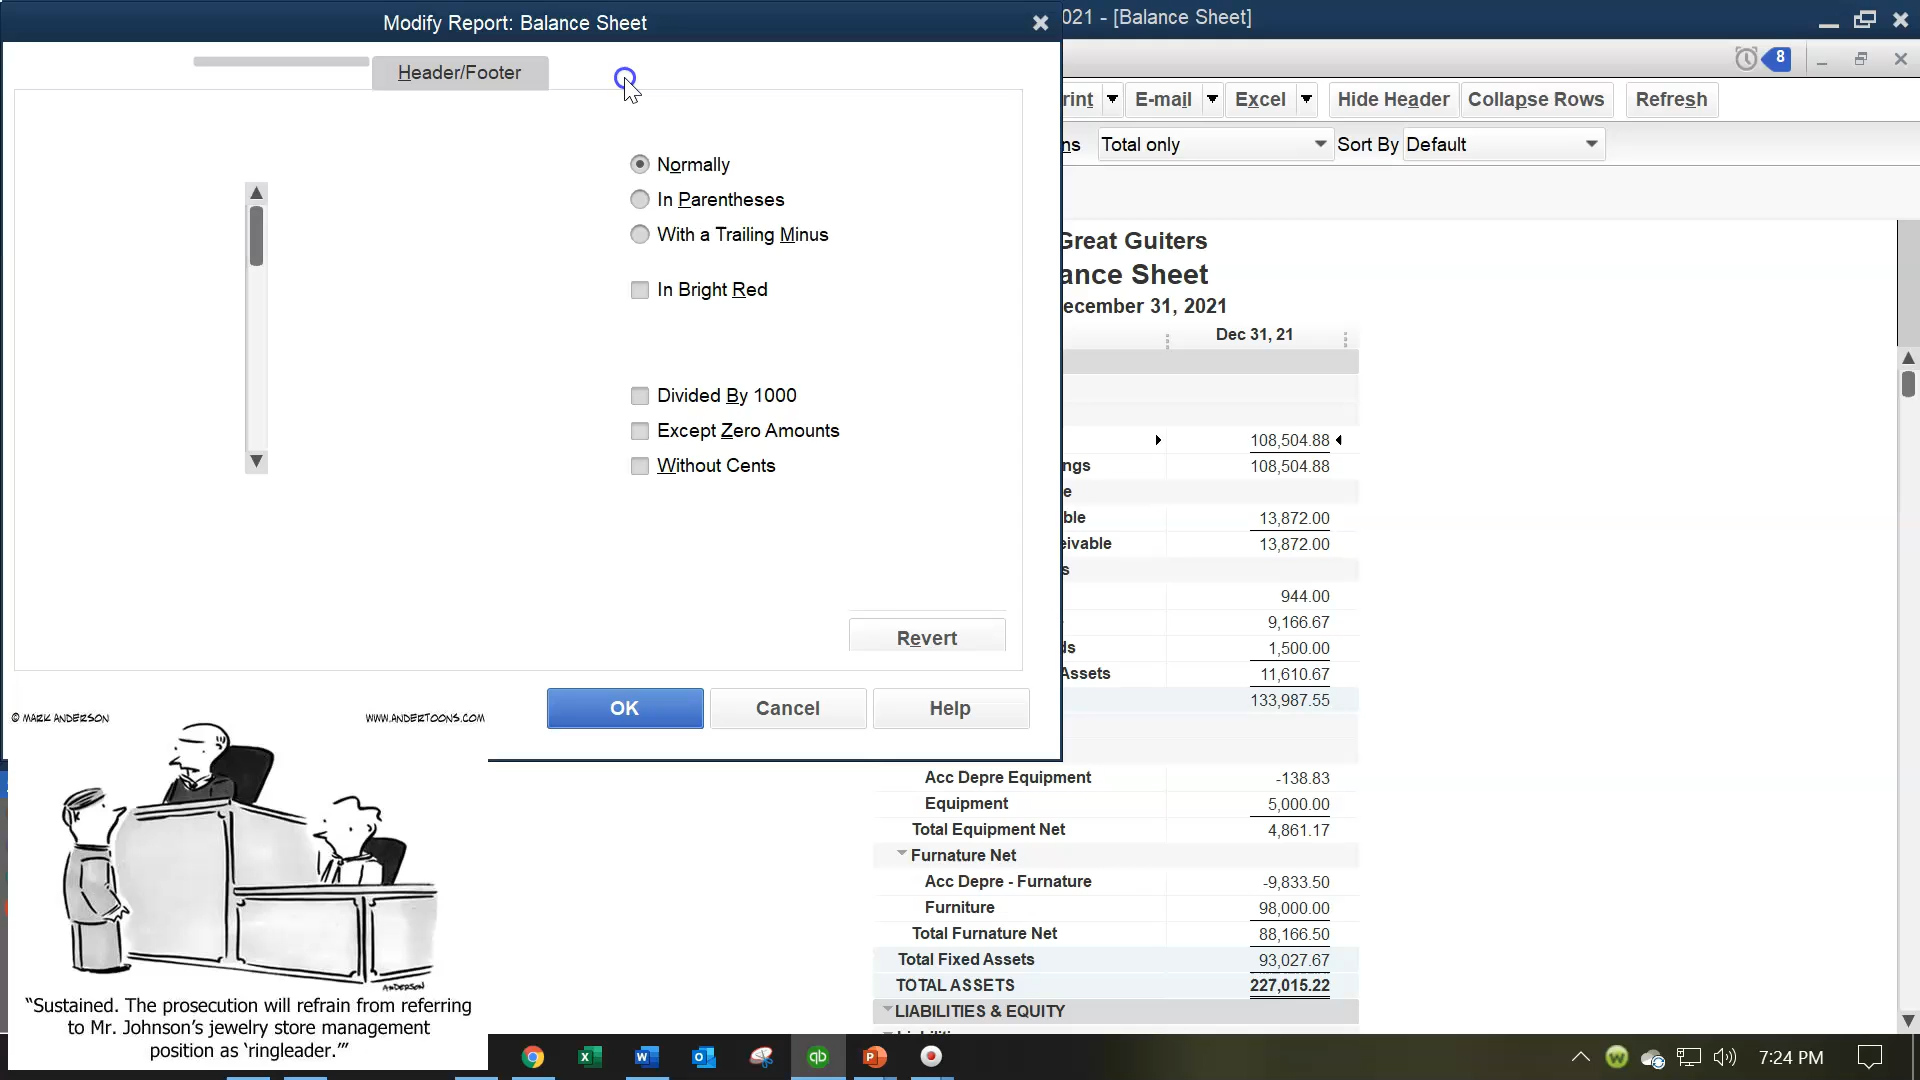 Modify Report: Balance Sheet
021 - [Balance Sheet]
8
Header/Footer
rint
E-mail
Excel
Hide Header
Collapse Rows
Refresh
ns
Total only
Sort By
Default
Normally
In Parentheses
With a Trailing Minus
In Bright Red
Divided By 1000
Except Zero Amounts
Without Cents
Revert
OK
Cancel
Help
Great Guiters
ance Sheet
ecember 31, 2021
Dec 31, 21
108,504.88
ngs 108,504.88
e
ble 13,872.00
eivable 13,872.00
s
944.00
9,166.67
ds 1,500.00
Assets 11,610.67
133,987.55
Acc Depre Equipment -138.83
Equipment 5,000.00
Total Equipment Net 4,861.17
Furnature Net
Acc Depre - Furnature -9,833.50
Furniture 98,000.00
Total Furnature Net 88,166.50
Total Fixed Assets 93,027.67
TOTAL ASSETS 227,015.22
LIABILITIES & EQUITY
© MARK ANDERSON
WWW.ANDERTOONS.COM
ANDERSON
“Sustained. The prosecution will refrain from referring
to Mr. Johnson’s jewelry store management
position as ‘ringleader.’”
7:24 PM